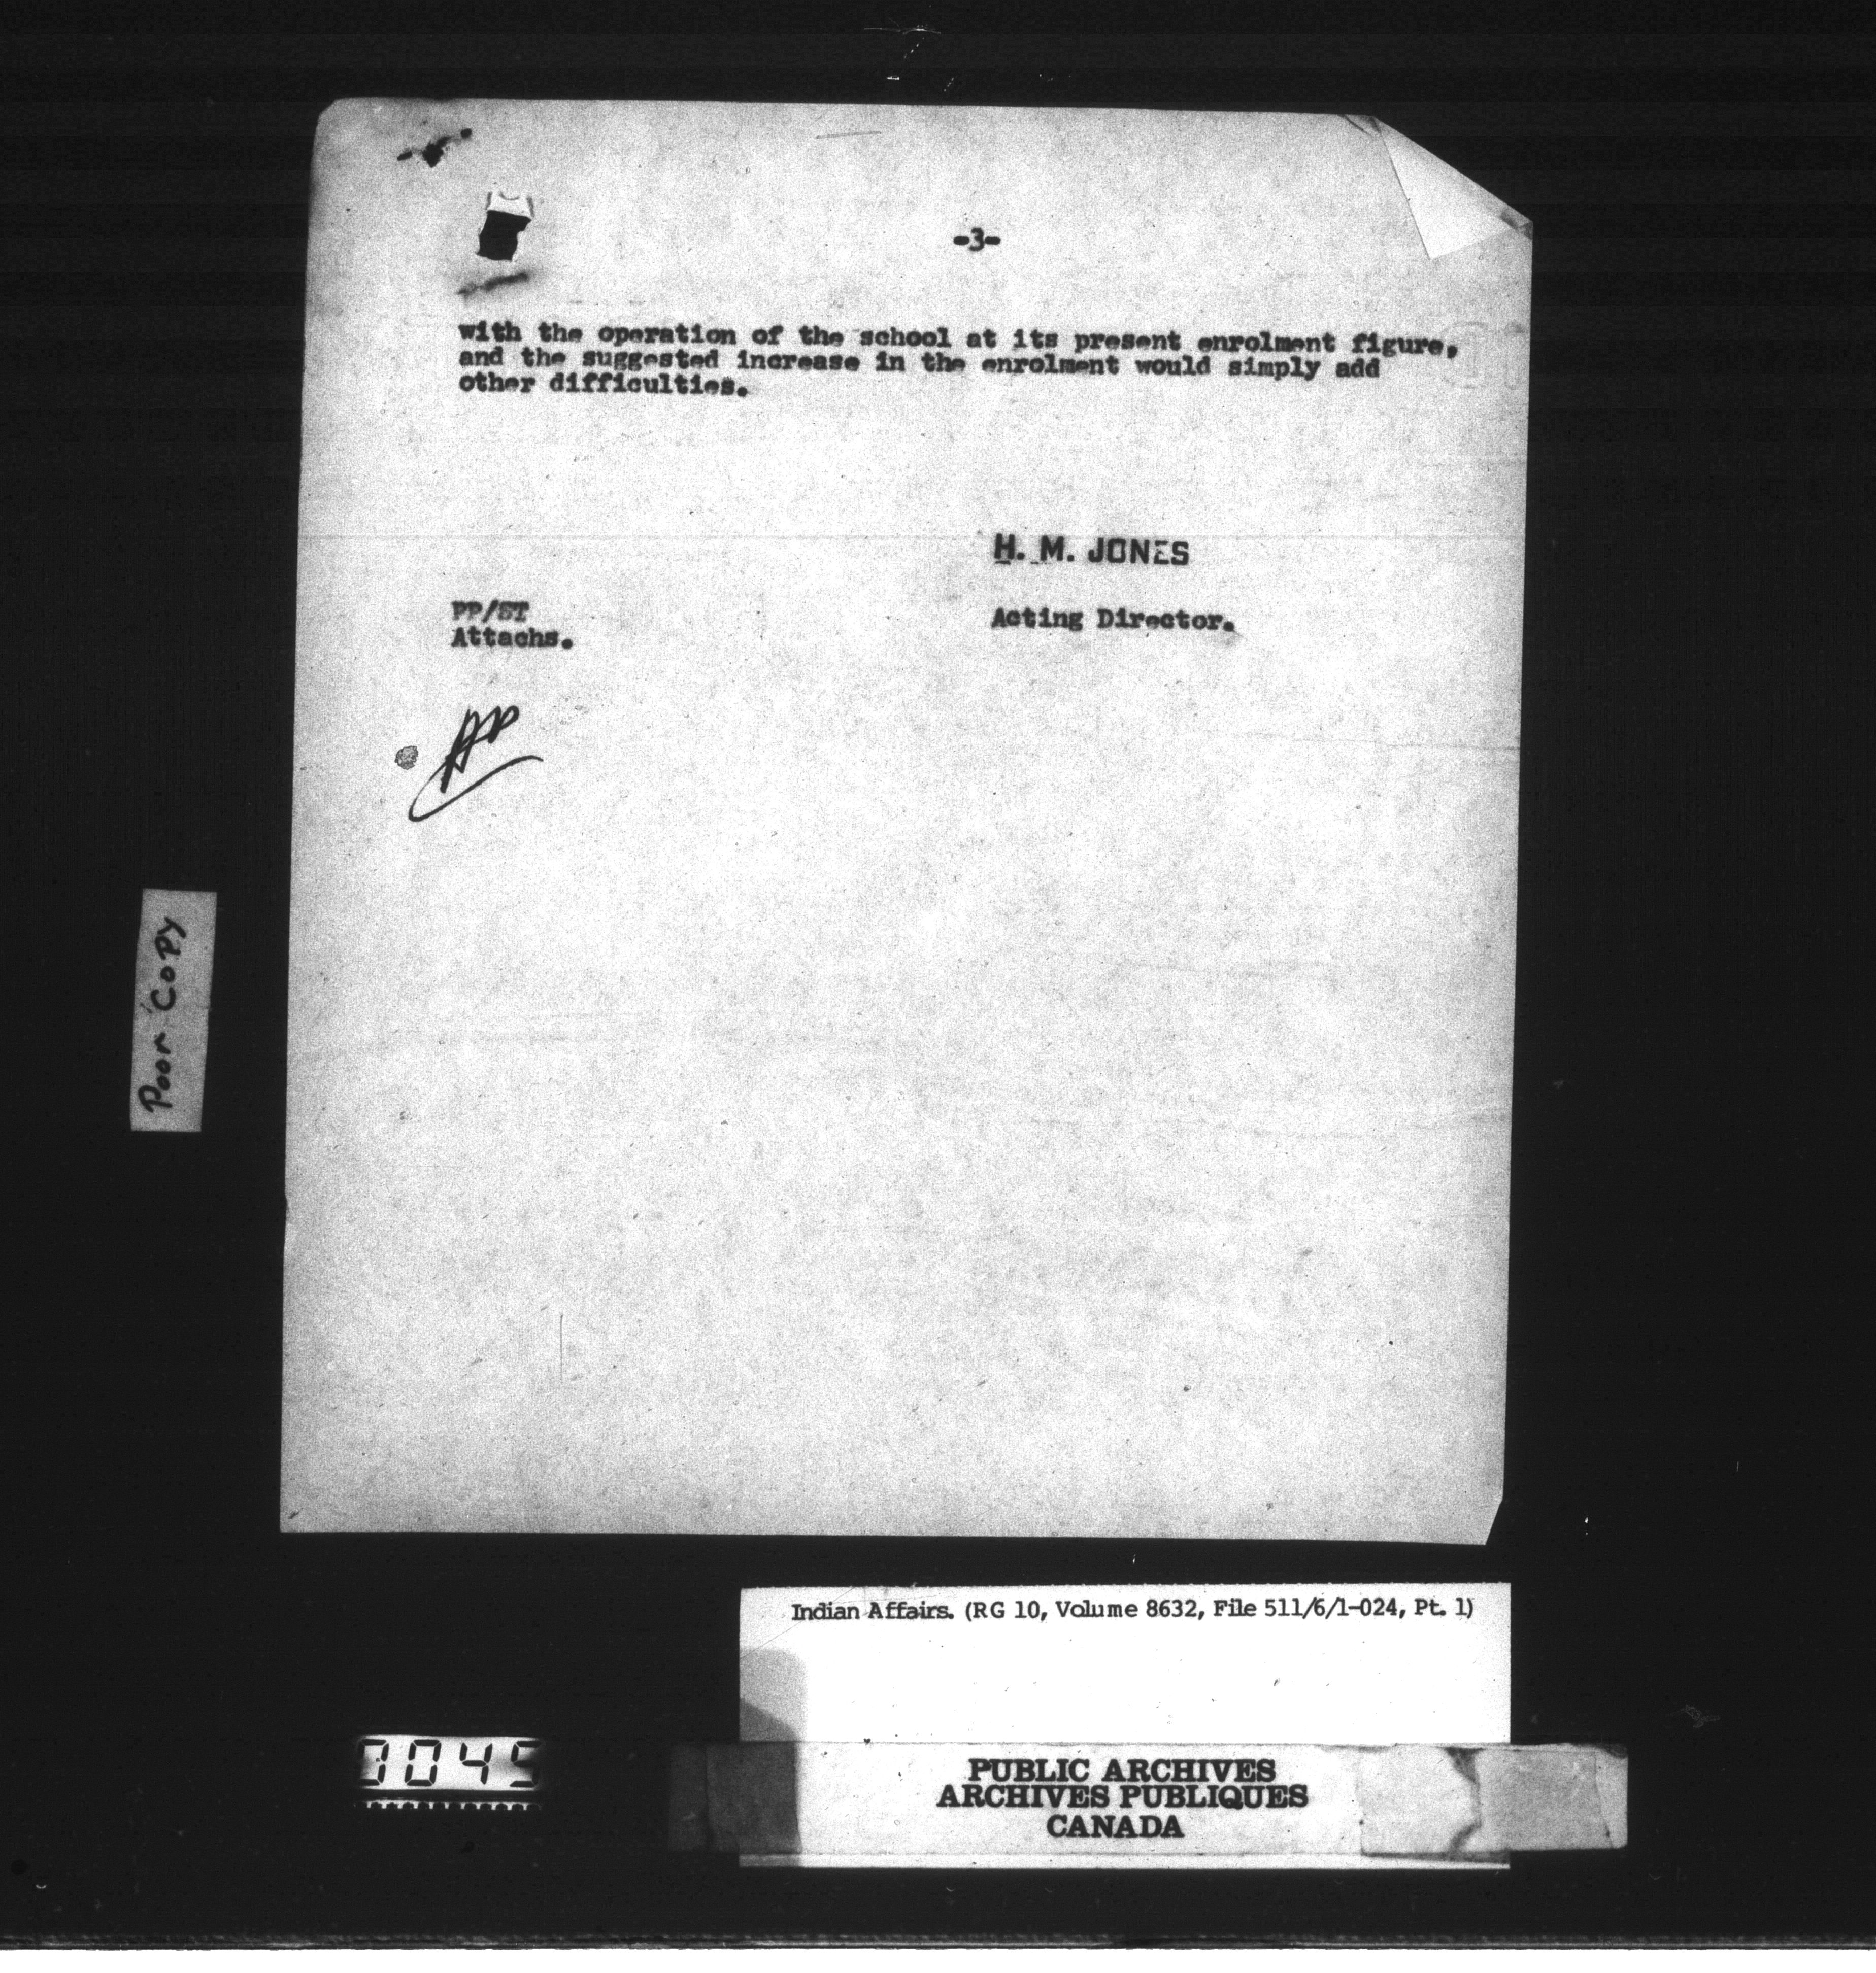 -3-
with the operation of the school at its present enrolment figure,
and the suggested increase in the enrolment would simply add
other difficulties.
H. M. JONES
PP/ST
Acting Director.
Attachs.
PP
Poor Copy
Indian Affairs. (RG 10, Volume 8632, File 511/6/1-024, Pt. 1)
0045
PUBLIC ARCHIVES
ARCHIVES PUBLIQUES
CANADA